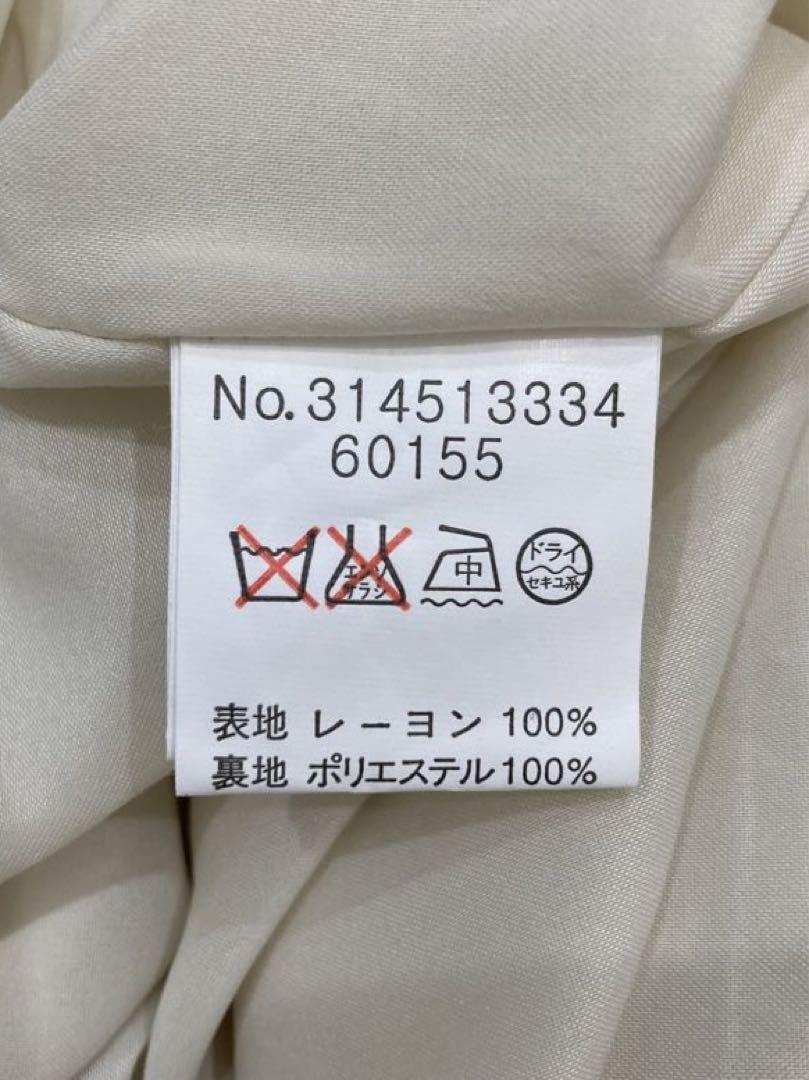 No.314513334
60155
エンソ
サラシ
中
ドライ
セキユ系
表地 レーヨン 100%
裏地 ポリエステル100%